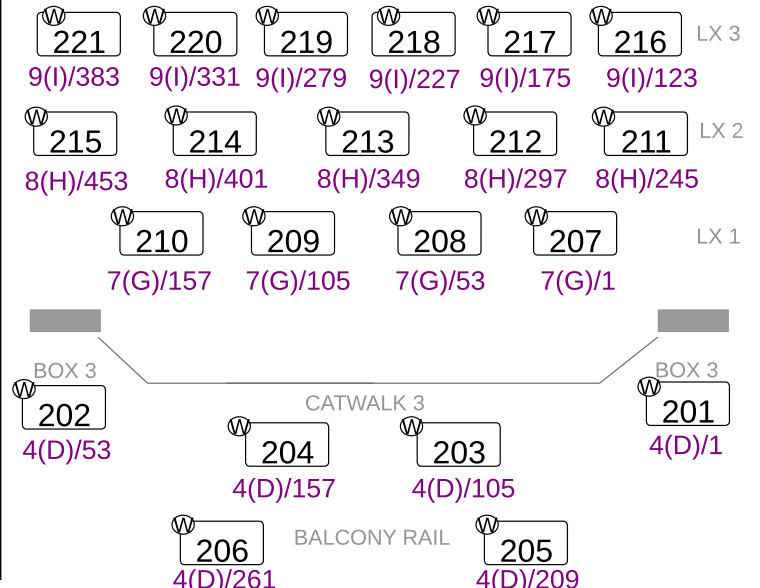 W W W W W W
221 220 219 218 217 216 LX 3
9(I)/383 9(I)/331 9(I)/279 9(I)/227 9(I)/175 9(I)/123
W W W W W
215 214 213 212 211 LX 2
8(H)/453 8(H)/401 8(H)/349 8(H)/297 8(H)/245
W W W W
210 209 208 207 LX 1
7(G)/157 7(G)/105 7(G)/53 7(G)/1
BOX 3 BOX 3
W W
202 201
CATWALK 3
4(D)/53 4(D)/1
W W
204 203
4(D)/157 4(D)/105
W W
206 BALCONY RAIL 205
4(D)/261 4(D)/209